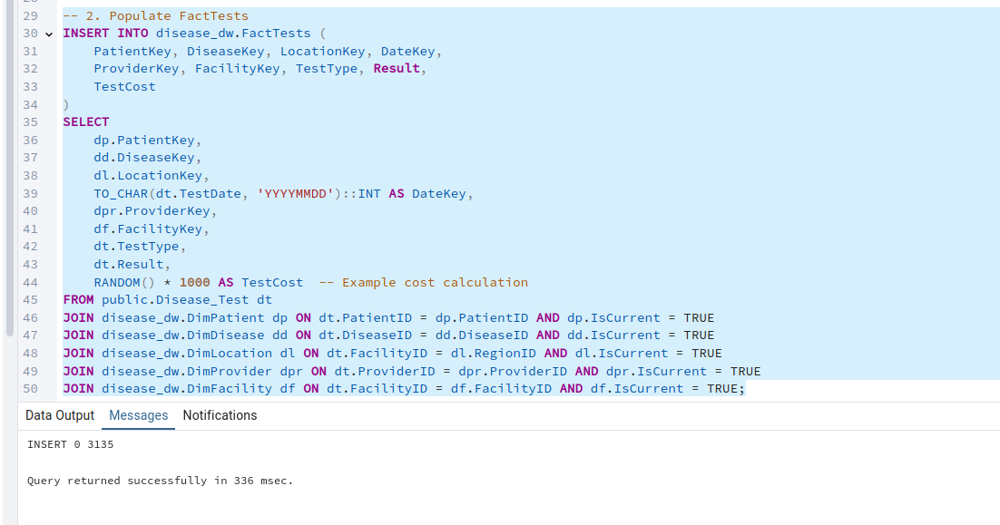 29 -- 2. Populate FactTests
30 INSERT INTO disease_dw.FactTests (
31     PatientKey, DiseaseKey, LocationKey, DateKey,
32     ProviderKey, FacilityKey, TestType, Result,
33     TestCost
34 )
35 SELECT
36     dp.PatientKey,
37     dd.DiseaseKey,
38     dl.LocationKey,
39     TO_CHAR(dt.TestDate, 'YYYYMMDD')::INT AS DateKey,
40     dpr.ProviderKey,
41     df.FacilityKey,
42     dt.TestType,
43     dt.Result,
44     RANDOM() * 1000 AS TestCost  -- Example cost calculation
45 FROM public.Disease_Test dt
46 JOIN disease_dw.DimPatient dp ON dt.PatientID = dp.PatientID AND dp.IsCurrent = TRUE
47 JOIN disease_dw.DimDisease dd ON dt.DiseaseID = dd.DiseaseID AND dd.IsCurrent = TRUE
48 JOIN disease_dw.DimLocation dl ON dt.FacilityID = dl.RegionID AND dl.IsCurrent = TRUE
49 JOIN disease_dw.DimProvider dpr ON dt.ProviderID = dpr.ProviderID AND dpr.IsCurrent = TRUE
50 JOIN disease_dw.DimFacility df ON dt.FacilityID = df.FacilityID AND df.IsCurrent = TRUE;
Data Output Messages Notifications
INSERT 0 3135
Query returned successfully in 336 msec.